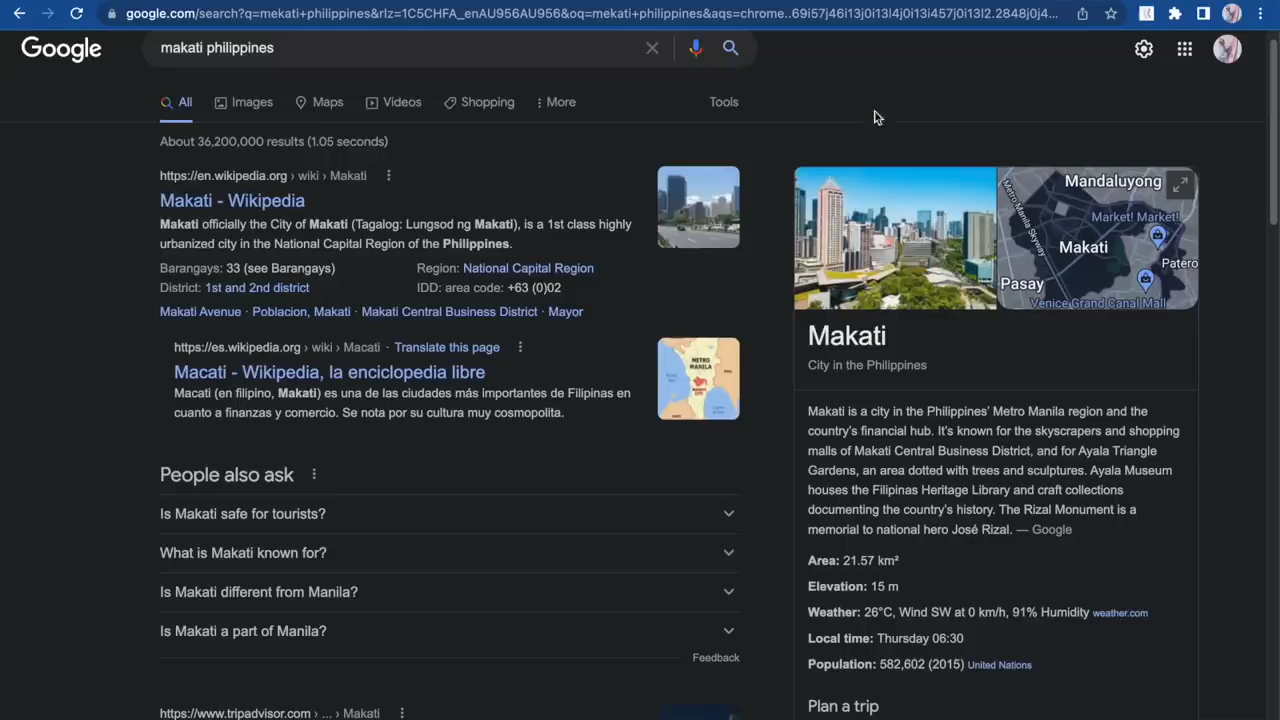 google.com/search?q=mekati+philippines&rlz=1C5CHFA_enAU956AU956&oq=mekati+philippines&aqs=chrome..69i57j46i13j0i13l4j0i13i457j0i13l2.2848j0j4...
Google
makati philippines
All
Images
Maps
Videos
Shopping
More
Tools
About 36,200,000 results (1.05 seconds)
https://en.wikipedia.org › wiki › Makati
Makati - Wikipedia
Makati officially the City of Makati (Tagalog: Lungsod ng Makati), is a 1st class highly
urbanized city in the National Capital Region of the Philippines.
Barangays: 33 (see Barangays)
Region: National Capital Region
District: 1st and 2nd district
IDD: area code: +63 (0)02
Makati Avenue · Poblacion, Makati · Makati Central Business District · Mayor
https://es.wikipedia.org › wiki › Macati · Translate this page
Macati - Wikipedia, la enciclopedia libre
Macati (en filipino, Makati) es una de las ciudades más importantes de Filipinas en
cuanto a finanzas y comercio. Se nota por su cultura muy cosmopolita.
METRO
MANILA
People also ask
Is Makati safe for tourists?
What is Makati known for?
Is Makati different from Manila?
Is Makati a part of Manila?
Feedback
https://www.tripadvisor.com › ... › Makati
Mandaluyong
Metro Manila Skyway
Market! Market!
Makati
Patero
Pasay
Venice Grand Canal Mall
Makati
City in the Philippines
Makati is a city in the Philippines' Metro Manila region and the
country's financial hub. It's known for the skyscrapers and shopping
malls of Makati Central Business District, and for Ayala Triangle
Gardens, an area dotted with trees and sculptures. Ayala Museum
houses the Filipinas Heritage Library and craft collections
documenting the country's history. The Rizal Monument is a
memorial to national hero José Rizal. — Google
Area: 21.57 km²
Elevation: 15 m
Weather: 26°C, Wind SW at 0 km/h, 91% Humidity weather.com
Local time: Thursday 06:30
Population: 582,602 (2015) United Nations
Plan a trip